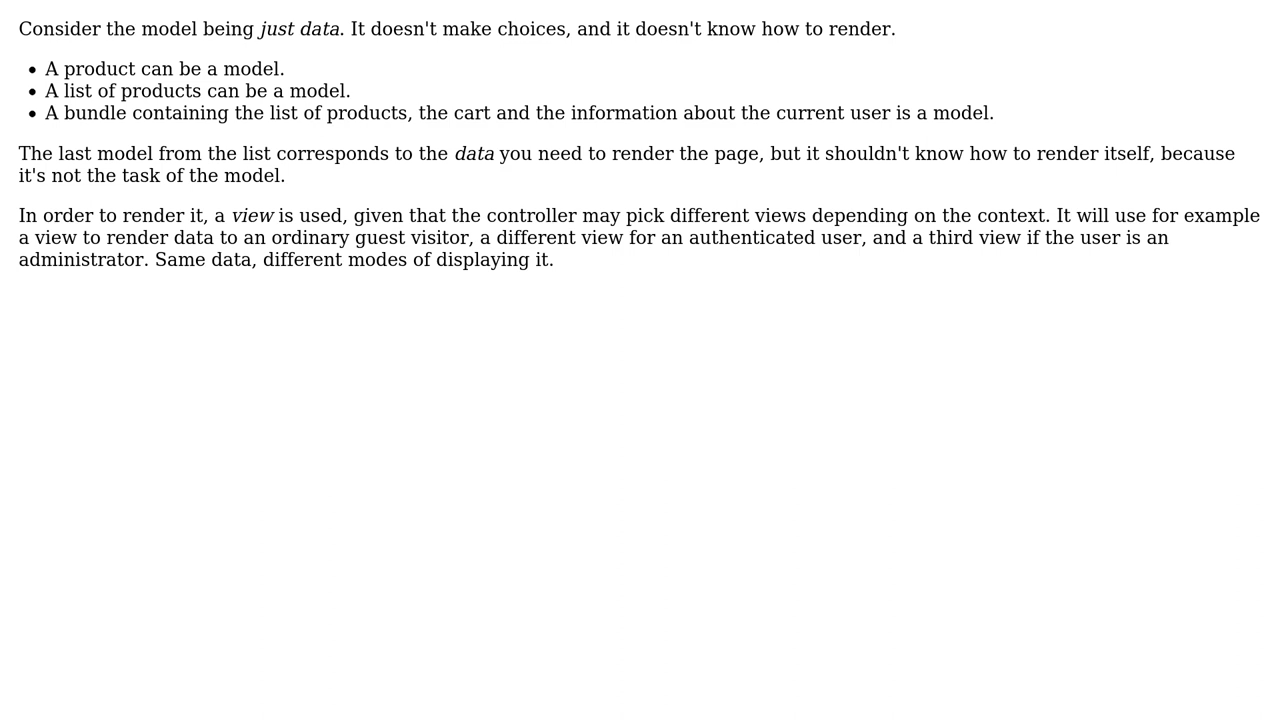 Consider the model being just data. It doesn't make choices, and it doesn't know how to render.
• A product can be a model.
• A list of products can be a model.
• A bundle containing the list of products, the cart and the information about the current user is a model.
The last model from the list corresponds to the data you need to render the page, but it shouldn't know how to render itself, because
it's not the task of the model.
In order to render it, a view is used, given that the controller may pick different views depending on the context. It will use for example
a view to render data to an ordinary guest visitor, a different view for an authenticated user, and a third view if the user is an
administrator. Same data, different modes of displaying it.